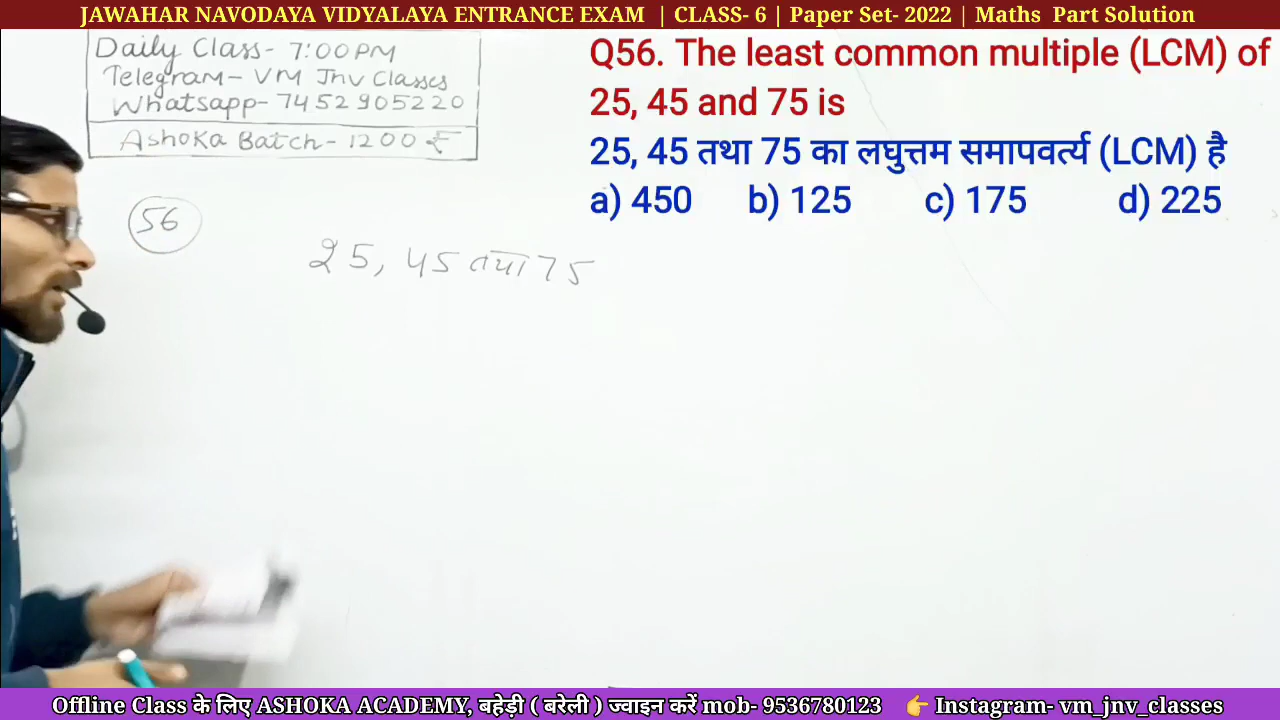 JAWAHAR NAVODAYA VIDYALAYA ENTRANCE EXAM | CLASS- 6 | Paper Set- 2022 | Maths Part Solution
Daily Class- 7:00PM
Telegram- VM Jnv Classes
Whatsapp- 7452905220
Ashoka Batch- 1200 ₹
Q56. The least common multiple (LCM) of
25, 45 and 75 is
25, 45 तथा 75 का लघुत्तम समापवर्त्य (LCM) है
a) 450 b) 125 c) 175 d) 225
56
25, 45 तथा 75
Offline Class के लिए ASHOKA ACADEMY, बहेड़ी ( बरेली ) ज्वाइन करें mob- 9536780123 👉 Instagram- vm_jnv_classes